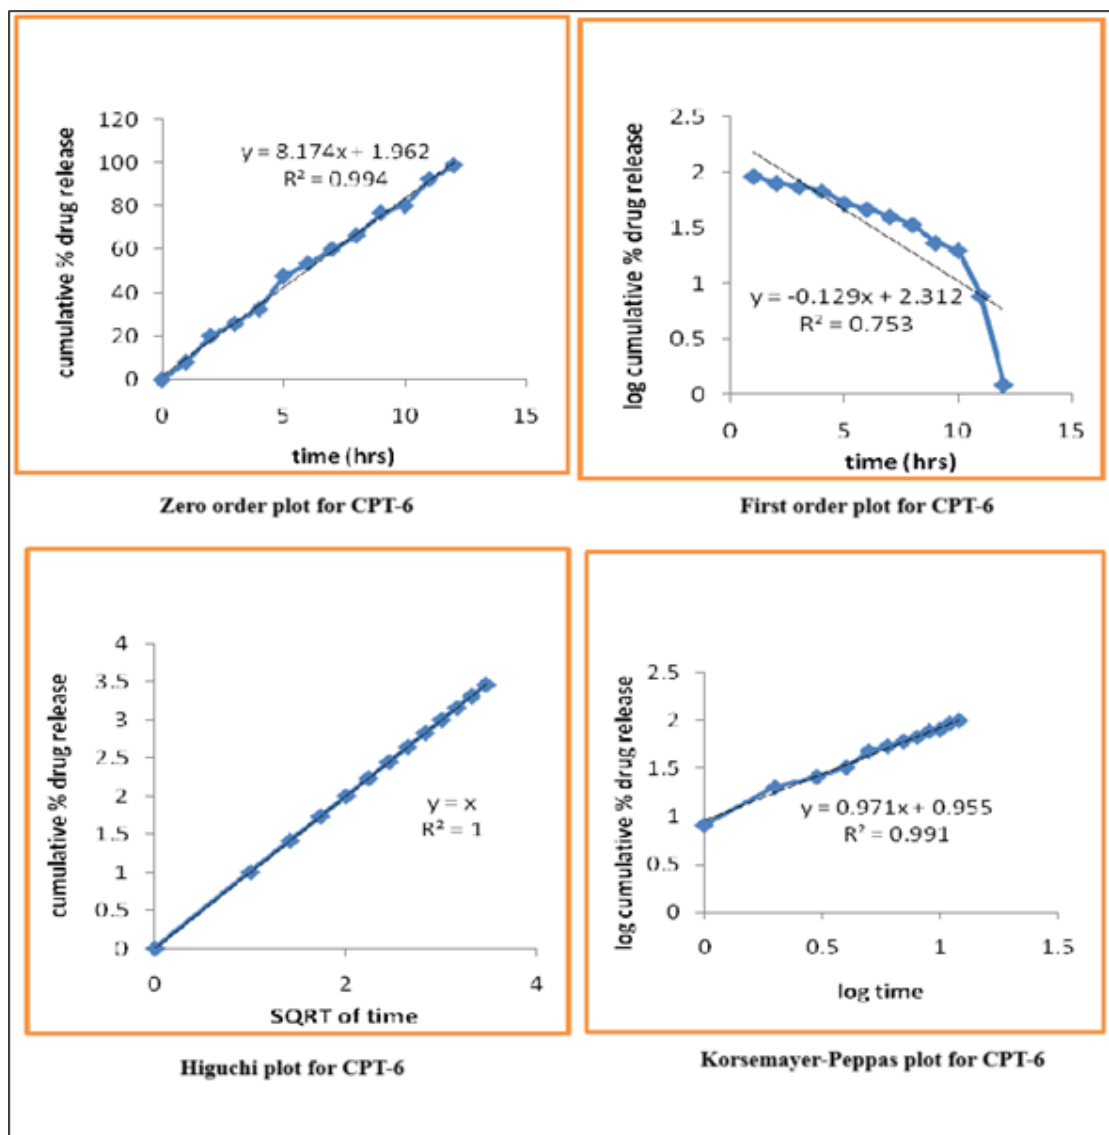 120
100
80
60
40
20
0
0 5 10 15
cumulative % drug release
time (hrs)
y = 8.174x + 1.962
R² = 0.994
Zero order plot for CPT-6
2.5
2
1.5
1
0.5
0
0 5 10 15
log cumulative % drug release
time (hrs)
y = -0.129x + 2.312
R² = 0.753
First order plot for CPT-6
4
3.5
3
2.5
2
1.5
1
0.5
0
0 2 4
cumulative % drug release
SQRT of time
y = x
R² = 1
Higuchi plot for CPT-6
2.5
2
1.5
1
0.5
0
0 0.5 1 1.5
log cumulative % drug release
log time
y = 0.971x + 0.955
R² = 0.991
Korsemayer-Peppas plot for CPT-6